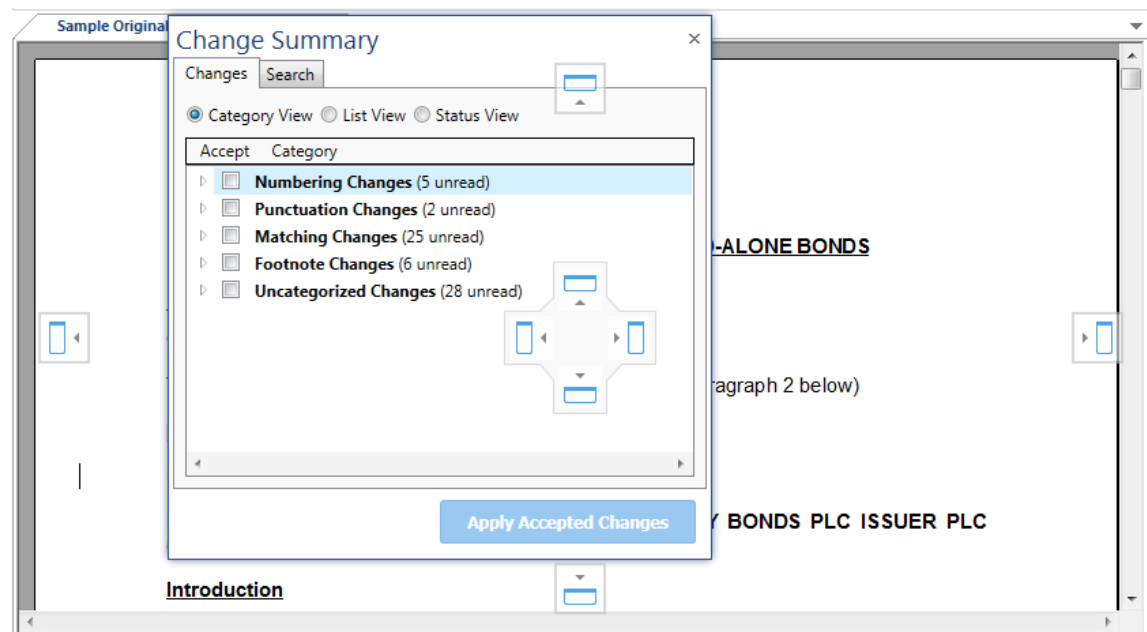 Sample Original
Change Summary
Changes Search
Category View List View Status View
Accept Category
Numbering Changes (5 unread)
Punctuation Changes (2 unread)
Matching Changes (25 unread)
Footnote Changes (6 unread)
Uncategorized Changes (28 unread)
-ALONE BONDS
ragraph 2 below)
Apply Accepted Changes
Y BONDS PLC ISSUER PLC
Introduction